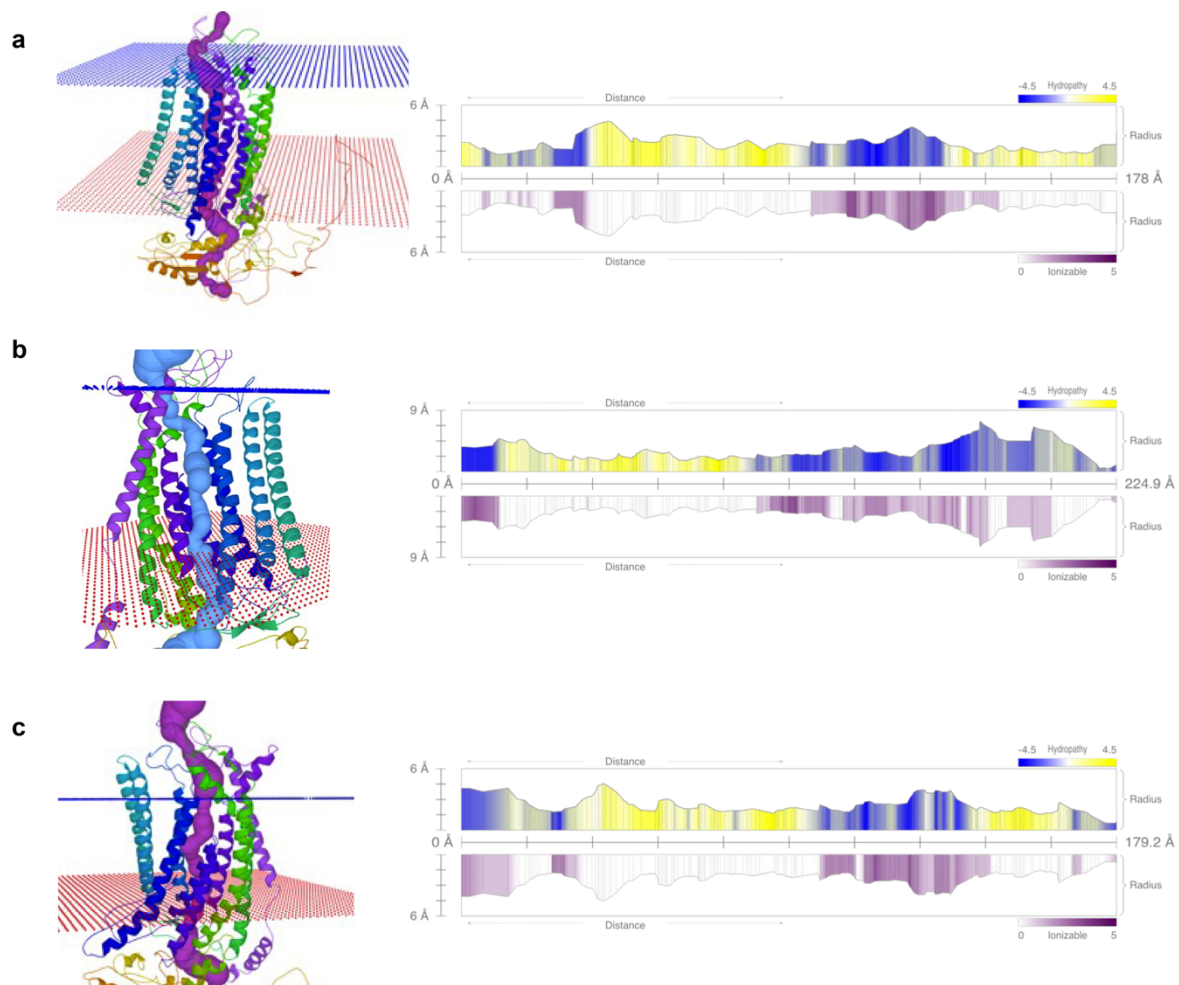 a
-4.5 Hydropathy 4.5
6 Å
Distance
Radius
0 Å
178 Å
Radius
6 Å
Distance
0 Ionizable 5
b
-4.5 Hydropathy 4.5
9 Å
Distance
Radius
0 Å
224.9 Å
Radius
9 Å
Distance
0 Ionizable 5
c
-4.5 Hydropathy 4.5
6 Å
Distance
Radius
0 Å
179.2 Å
Radius
6 Å
Distance
0 Ionizable 5